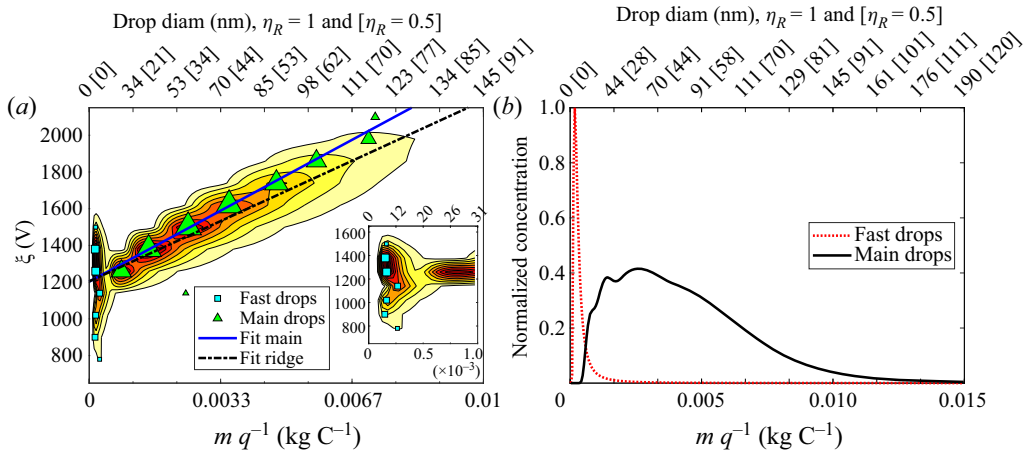 Drop diam (nm), η_R = 1 and [η_R = 0.5]
0 [0] 34 [21] 53 [34] 70 [44] 85 [53] 98 [62] 111 [70] 123 [77] 134 [85] 145 [91]
(a)
ξ (V)
2000
1800
1600
1400
1200
1000
800
0 0.0033 0.0067 0.01
m q⁻¹ (kg C⁻¹)
Fast drops
Main drops
Fit main
Fit ridge
0 12 26 31
1600
1400
1200
1000
800
0 0.5 1.0
(×10⁻³)
Drop diam (nm), η_R = 1 and [η_R = 0.5]
0 [0] 44 [28] 70 [44] 91 [58] 111 [70] 129 [81] 145 [91] 161 [101] 176 [111] 190 [120]
(b)
Normalized concentration
1.0
0.8
0.6
0.4
0.2
0 0.005 0.010 0.015
m q⁻¹ (kg C⁻¹)
Fast drops
Main drops